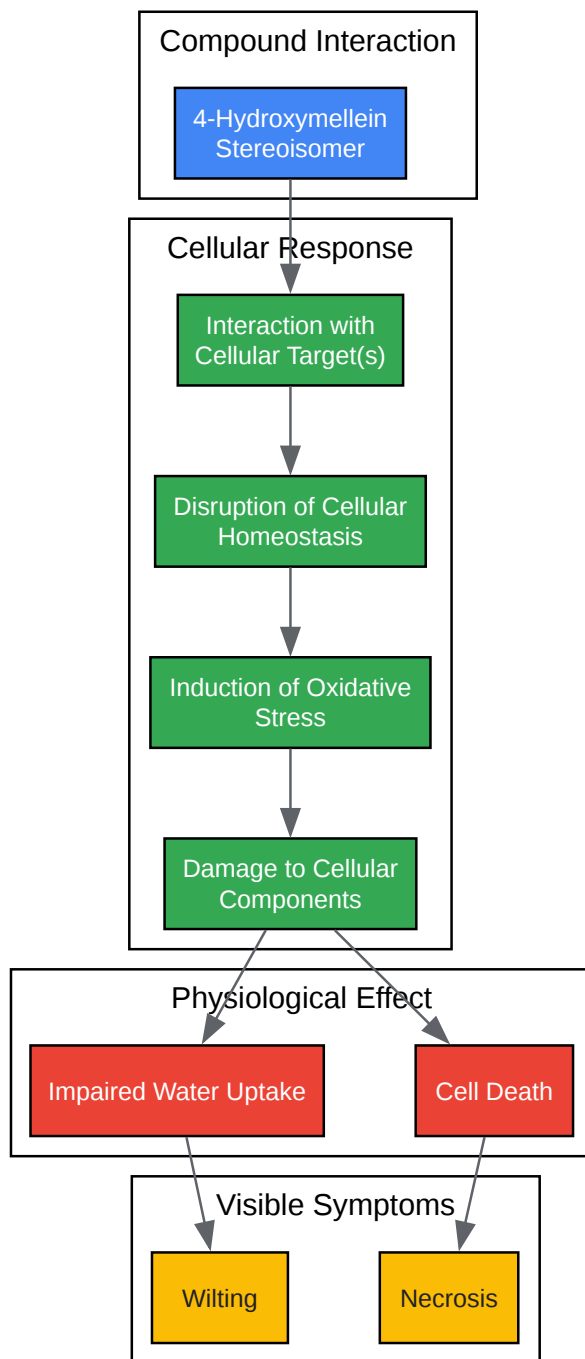 Compound Interaction
4-Hydroxymellein
Stereoisomer
Cellular Response
Interaction with
Cellular Target(s)
Disruption of Cellular
Homeostasis
Induction of Oxidative
Stress
Damage to Cellular
Components
Physiological Effect
Impaired Water Uptake
Cell Death
Visible Symptoms
Wilting
Necrosis